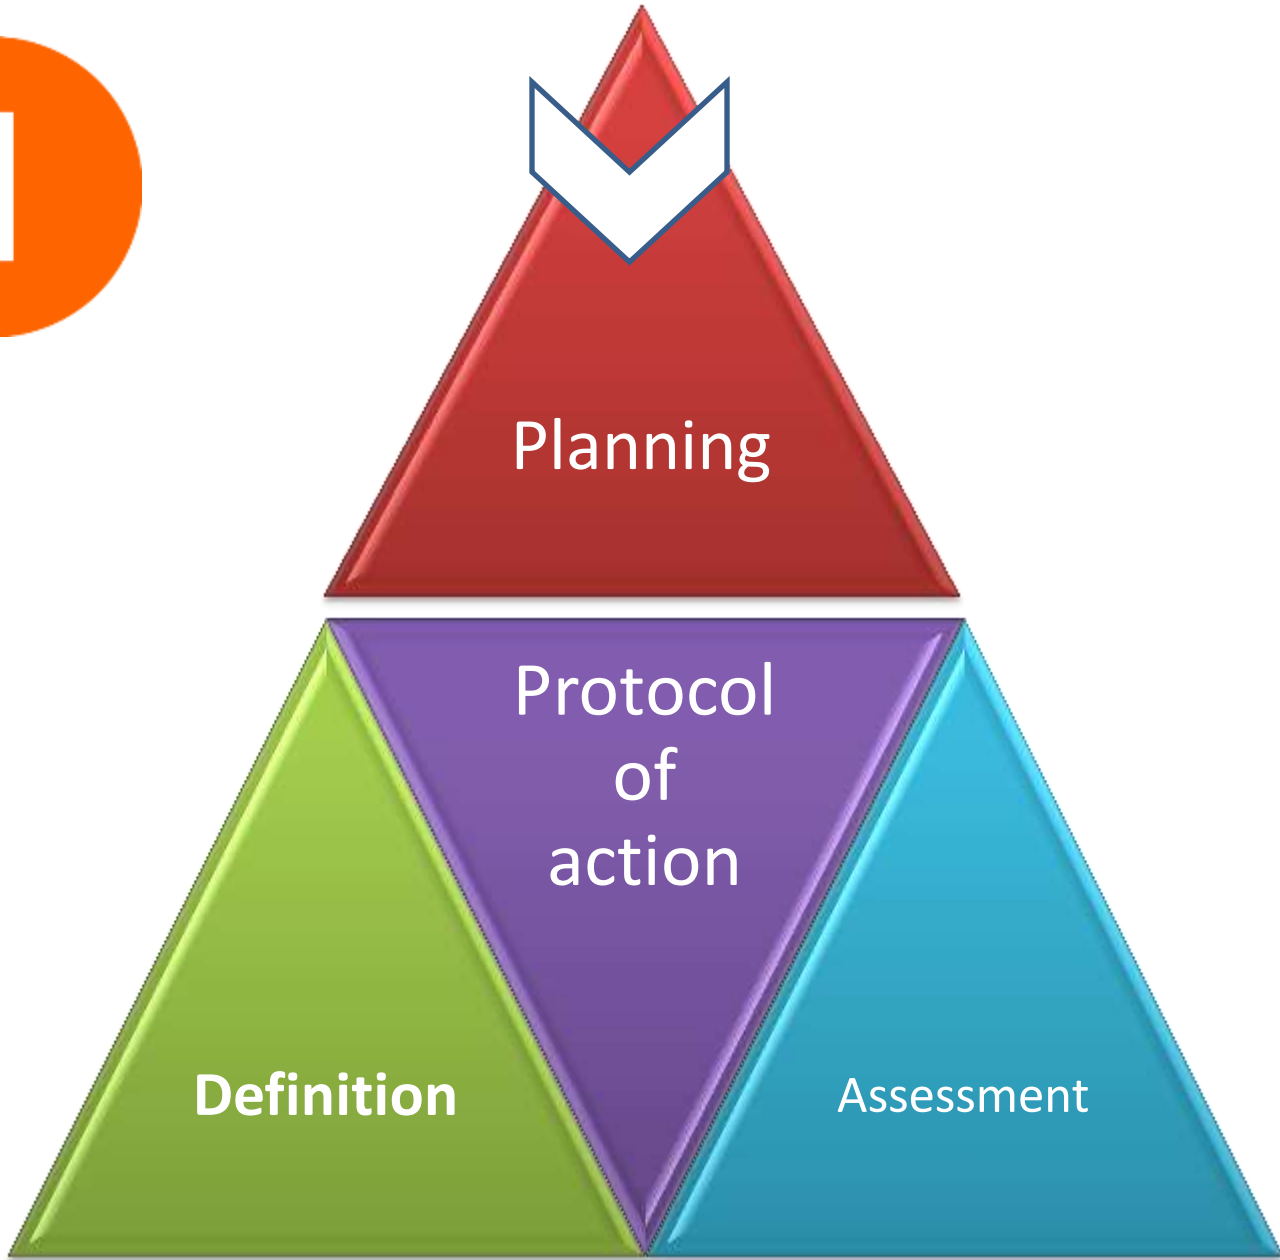 Planning
Protocol
of
action
Definition
Assessment